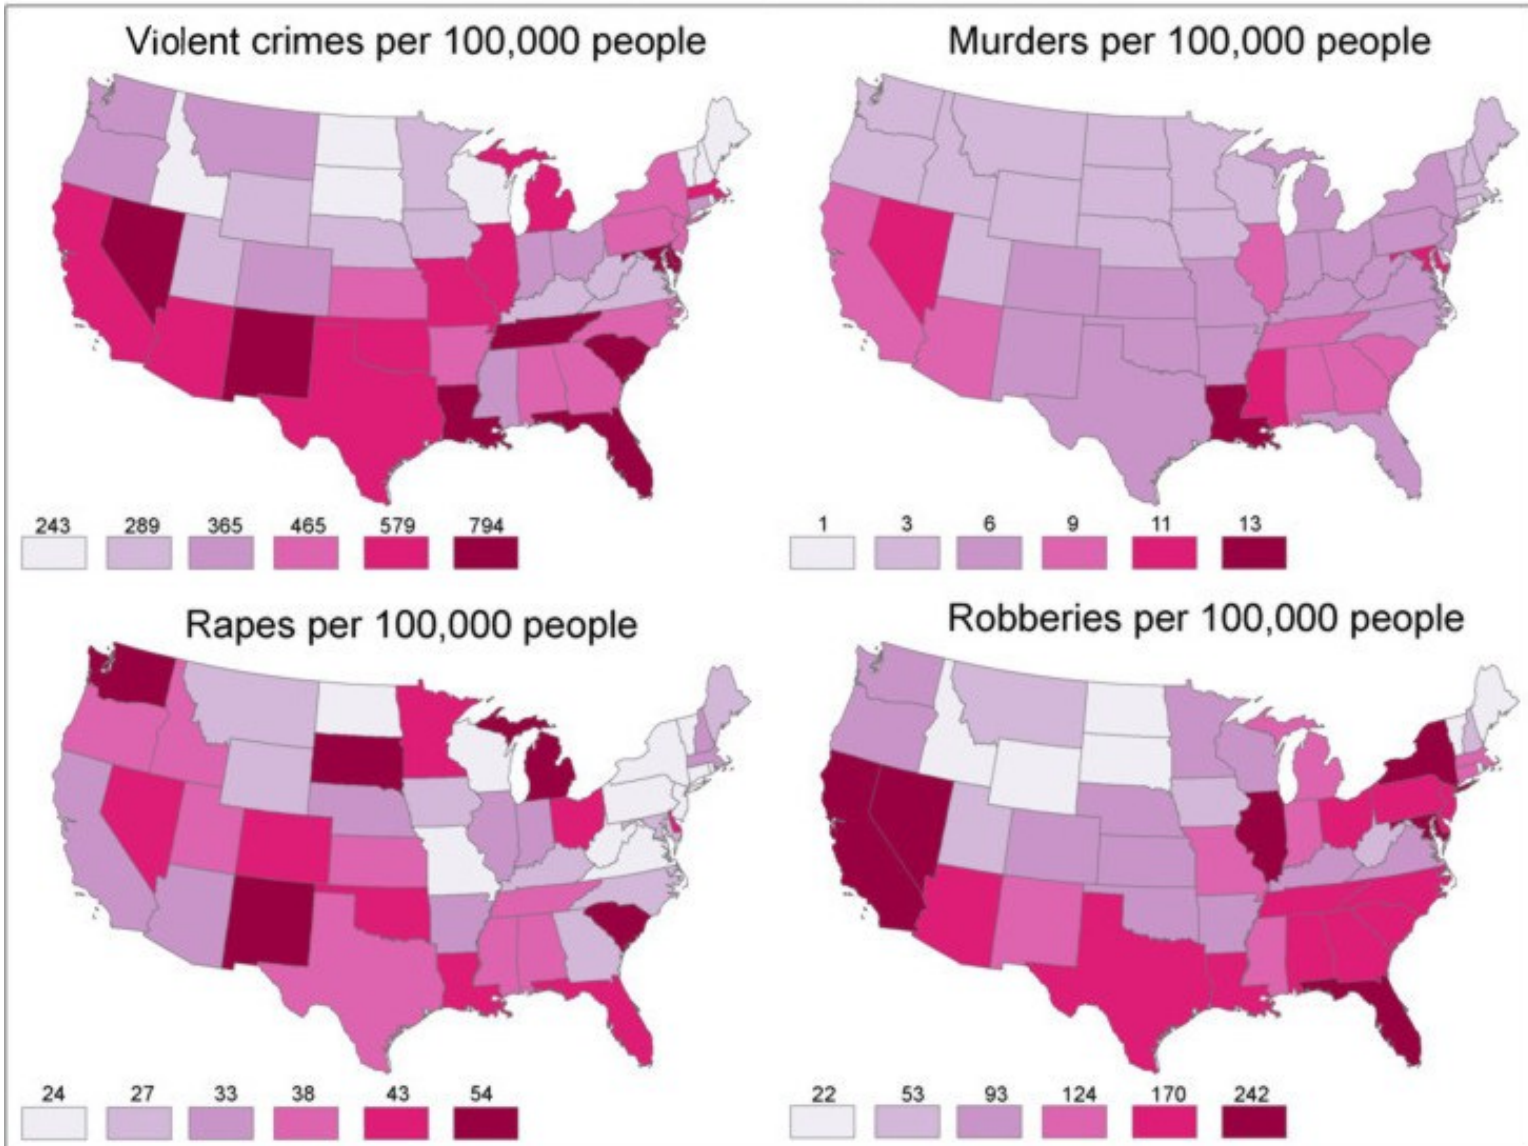 Violent crimes per 100,000 people
243 289 365 465 579 794
Murders per 100,000 people
1 3 6 9 11 13
Rapes per 100,000 people
24 27 33 38 43 54
Robberies per 100,000 people
22 53 93 124 170 242